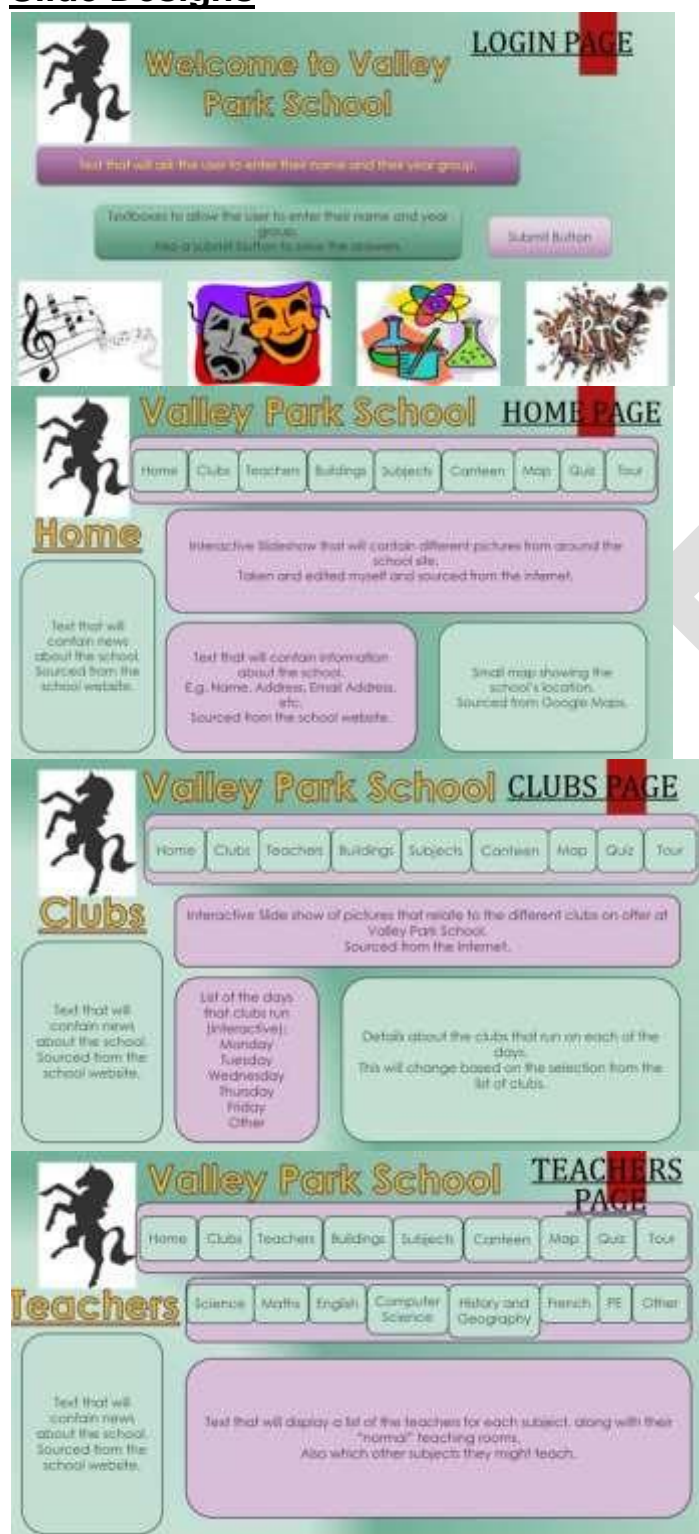 Slide Designs
LOGIN PAGE
Welcome to Valley
Park School
Text that will ask the user to enter their name and their year group.
Textboxes to allow the user to enter their name and year
group.
Also a submit button to save the answers.
Submit Button
ARTS
Valley Park School
HOME PAGE
Home Clubs Teachers Buildings Subjects Canteen Map Quiz Tour
Home
Interactive Slideshow that will contain different pictures from around the
school site.
Taken and edited myself and sourced from the internet.
Text that will
contain news
about the school.
Sourced from the
school website.
Text that will contain information
about the school.
E.g. Name, Address, Email Address,
etc.
Sourced from the school website.
Small map showing the
school's location.
Sourced from Google Maps.
Valley Park School
CLUBS PAGE
Home Clubs Teachers Buildings Subjects Canteen Map Quiz Tour
Clubs
Interactive Slide show of pictures that relate to the different clubs on offer at
Valley Park School.
Sourced from the Internet.
Text that will
contain news
about the school.
Sourced from the
school website.
List of the days
that clubs run
(Interactive):
Monday
Tuesday
Wednesday
Thursday
Friday
Other
Details about the clubs that run on each of the
days.
This will change based on the selection from the
list of clubs.
Valley Park School
TEACHERS
PAGE
Home Clubs Teachers Buildings Subjects Canteen Map Quiz Tour
Teachers
Science Maths English Computer Science History and Geography French PE Other
Text that will
contain news
about the school.
Sourced from the
school website.
Text that will display a list of the teachers for each subject, along with their
"normal" teaching rooms.
Also which other subjects they might teach.